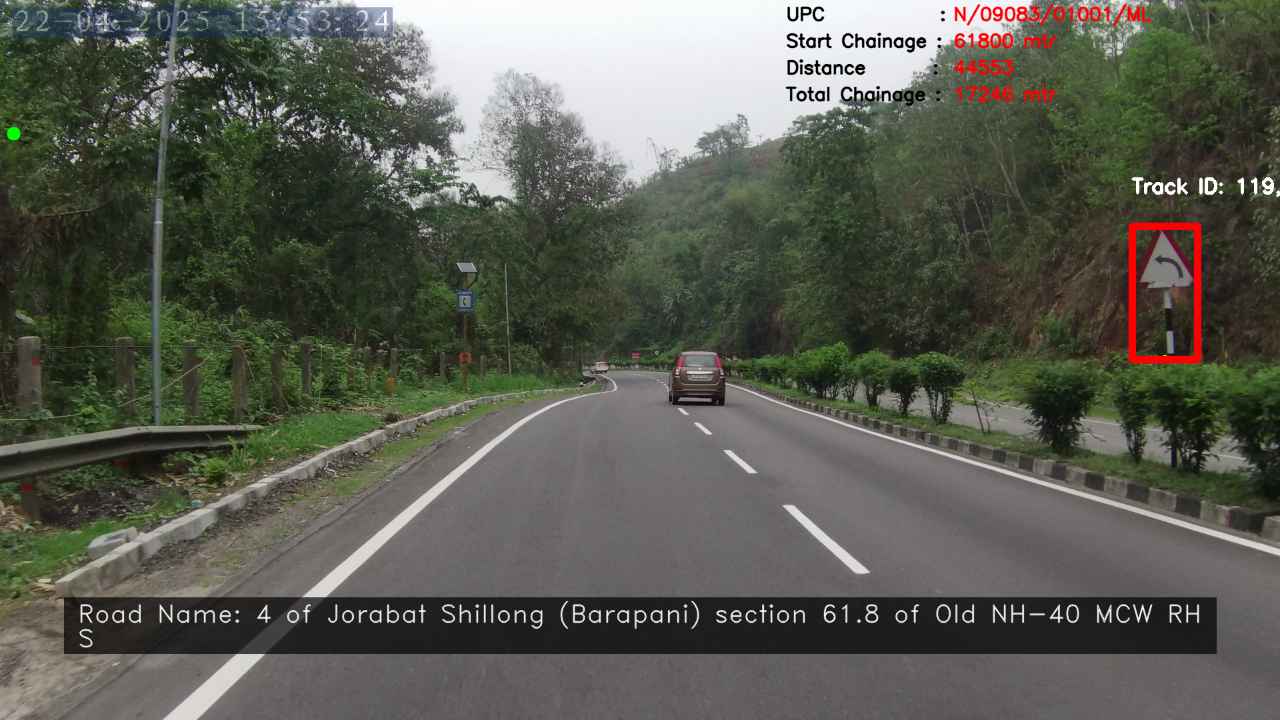 22-04-2025 15:53:24
UPC : N/09083/01001/ML
Start Chainage : 61800 mtr
Distance : 44553
Total Chainage : 17246 mtr
Track ID: 119,
Road Name: 4 of Jorabat Shillong (Barapani) section 61.8 of Old NH-40 MCW RH
S